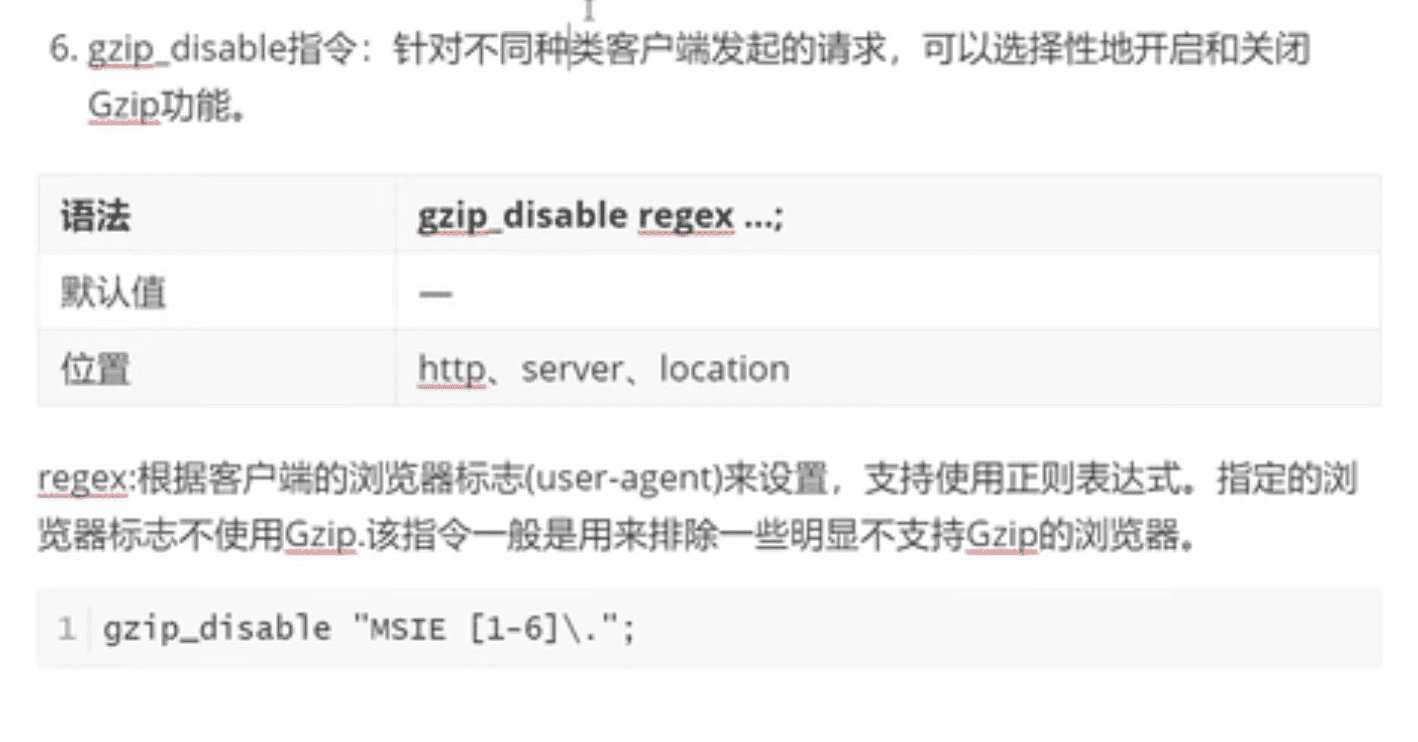 6. gzip_disable指令：针对不同种类客户端发起的请求，可以选择性地开启和关闭
Gzip功能。
语法 gzip_disable regex ...;
默认值 —
位置 http、server、location
regex:根据客户端的浏览器标志(user-agent)来设置，支持使用正则表达式。指定的浏
览器标志不使用Gzip.该指令一般是用来排除一些明显不支持Gzip的浏览器。
1 gzip_disable "MSIE [1-6]\.";